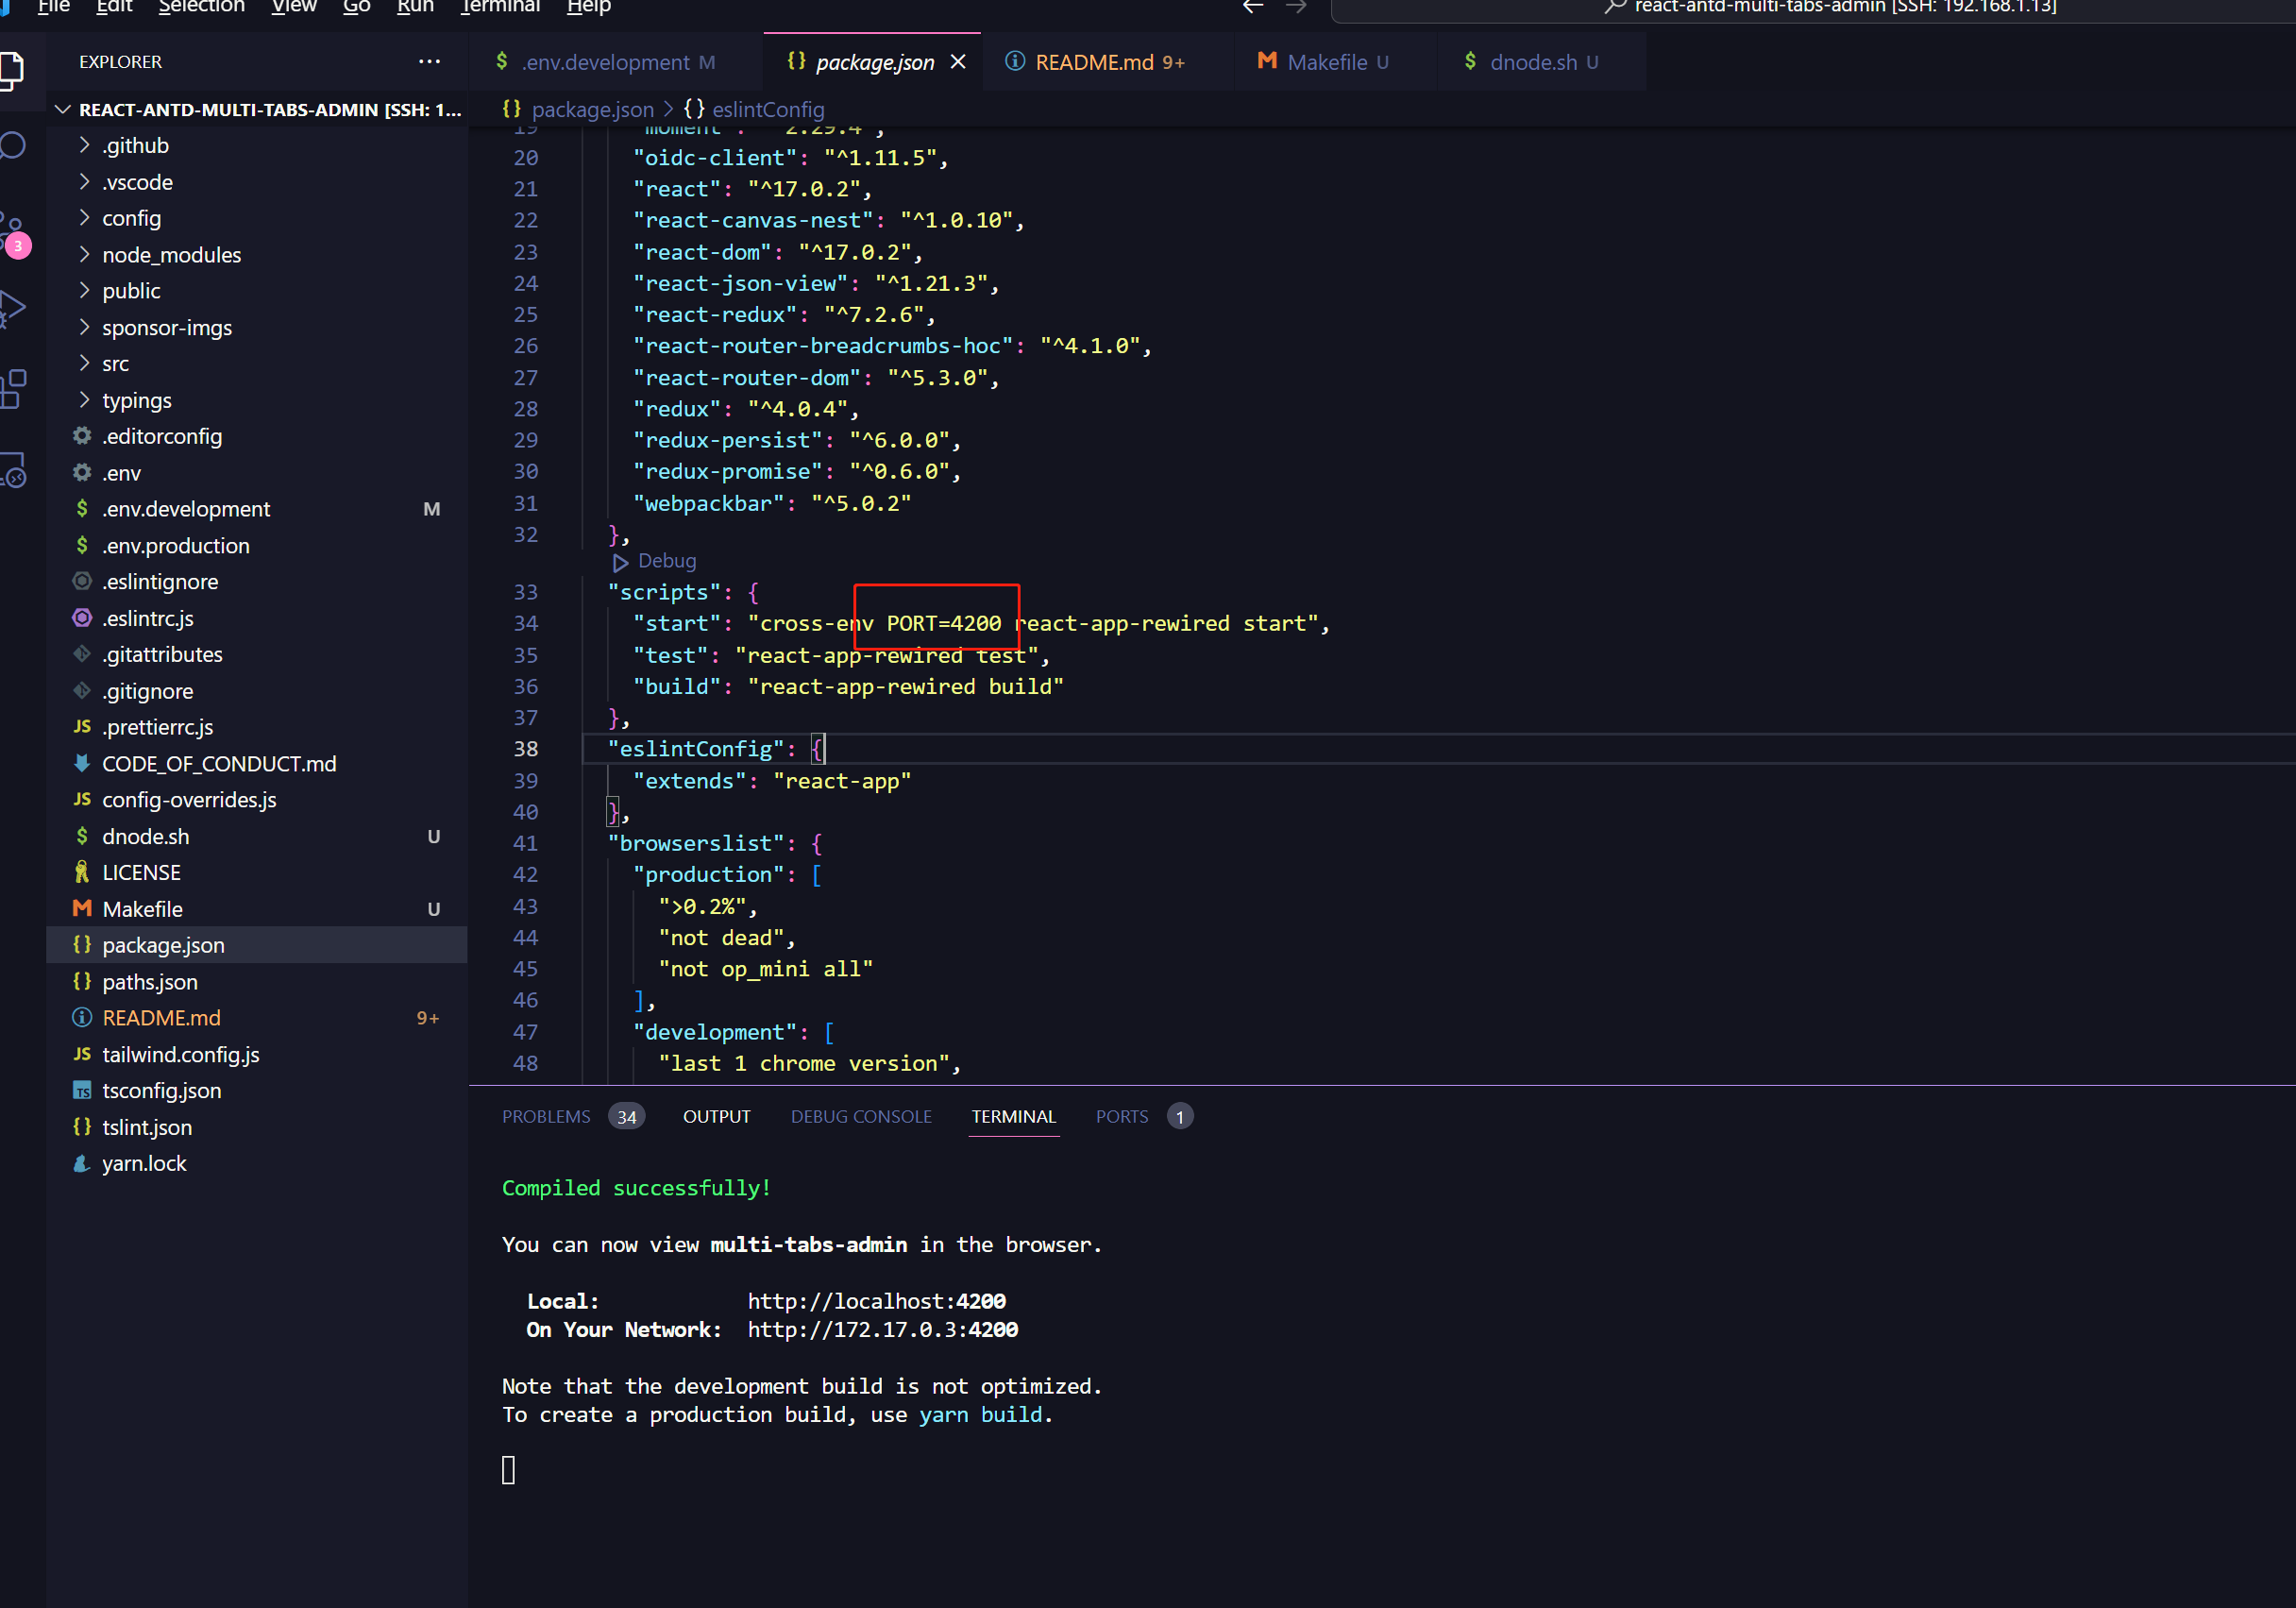 File Edit Selection View Go Run Terminal Help
react-antd-multi-tabs-admin [SSH: 192.168.1.13]
EXPLORER
.env.development M
package.json
README.md 9+
Makefile U
dnode.sh U
REACT-ANTD-MULTI-TABS-ADMIN [SSH: 1...
package.json > {} eslintConfig
.github
.vscode
config
node_modules
public
sponsor-imgs
src
typings
.editorconfig
.env
.env.development M
.env.production
.eslintignore
.eslintrc.js
.gitattributes
.gitignore
.prettierrc.js
CODE_OF_CONDUCT.md
config-overrides.js
dnode.sh U
LICENSE
Makefile U
package.json
paths.json
README.md 9+
tailwind.config.js
tsconfig.json
tslint.json
yarn.lock
3
19 "moment": "^2.29.4",
20 "oidc-client": "^1.11.5",
21 "react": "^17.0.2",
22 "react-canvas-nest": "^1.0.10",
23 "react-dom": "^17.0.2",
24 "react-json-view": "^1.21.3",
25 "react-redux": "^7.2.6",
26 "react-router-breadcrumbs-hoc": "^4.1.0",
27 "react-router-dom": "^5.3.0",
28 "redux": "^4.0.4",
29 "redux-persist": "^6.0.0",
30 "redux-promise": "^0.6.0",
31 "webpackbar": "^5.0.2"
32 },
Debug
33 "scripts": {
34 "start": "cross-env PORT=4200 react-app-rewired start",
35 "test": "react-app-rewired test",
36 "build": "react-app-rewired build"
37 },
38 "eslintConfig": {
39 "extends": "react-app"
40 },
41 "browserslist": {
42 "production": [
43 ">0.2%",
44 "not dead",
45 "not op_mini all"
46 ],
47 "development": [
48 "last 1 chrome version",
PROBLEMS 34 OUTPUT DEBUG CONSOLE TERMINAL PORTS 1
Compiled successfully!
You can now view multi-tabs-admin in the browser.
Local: http://localhost:4200
On Your Network: http://172.17.0.3:4200
Note that the development build is not optimized.
To create a production build, use yarn build.